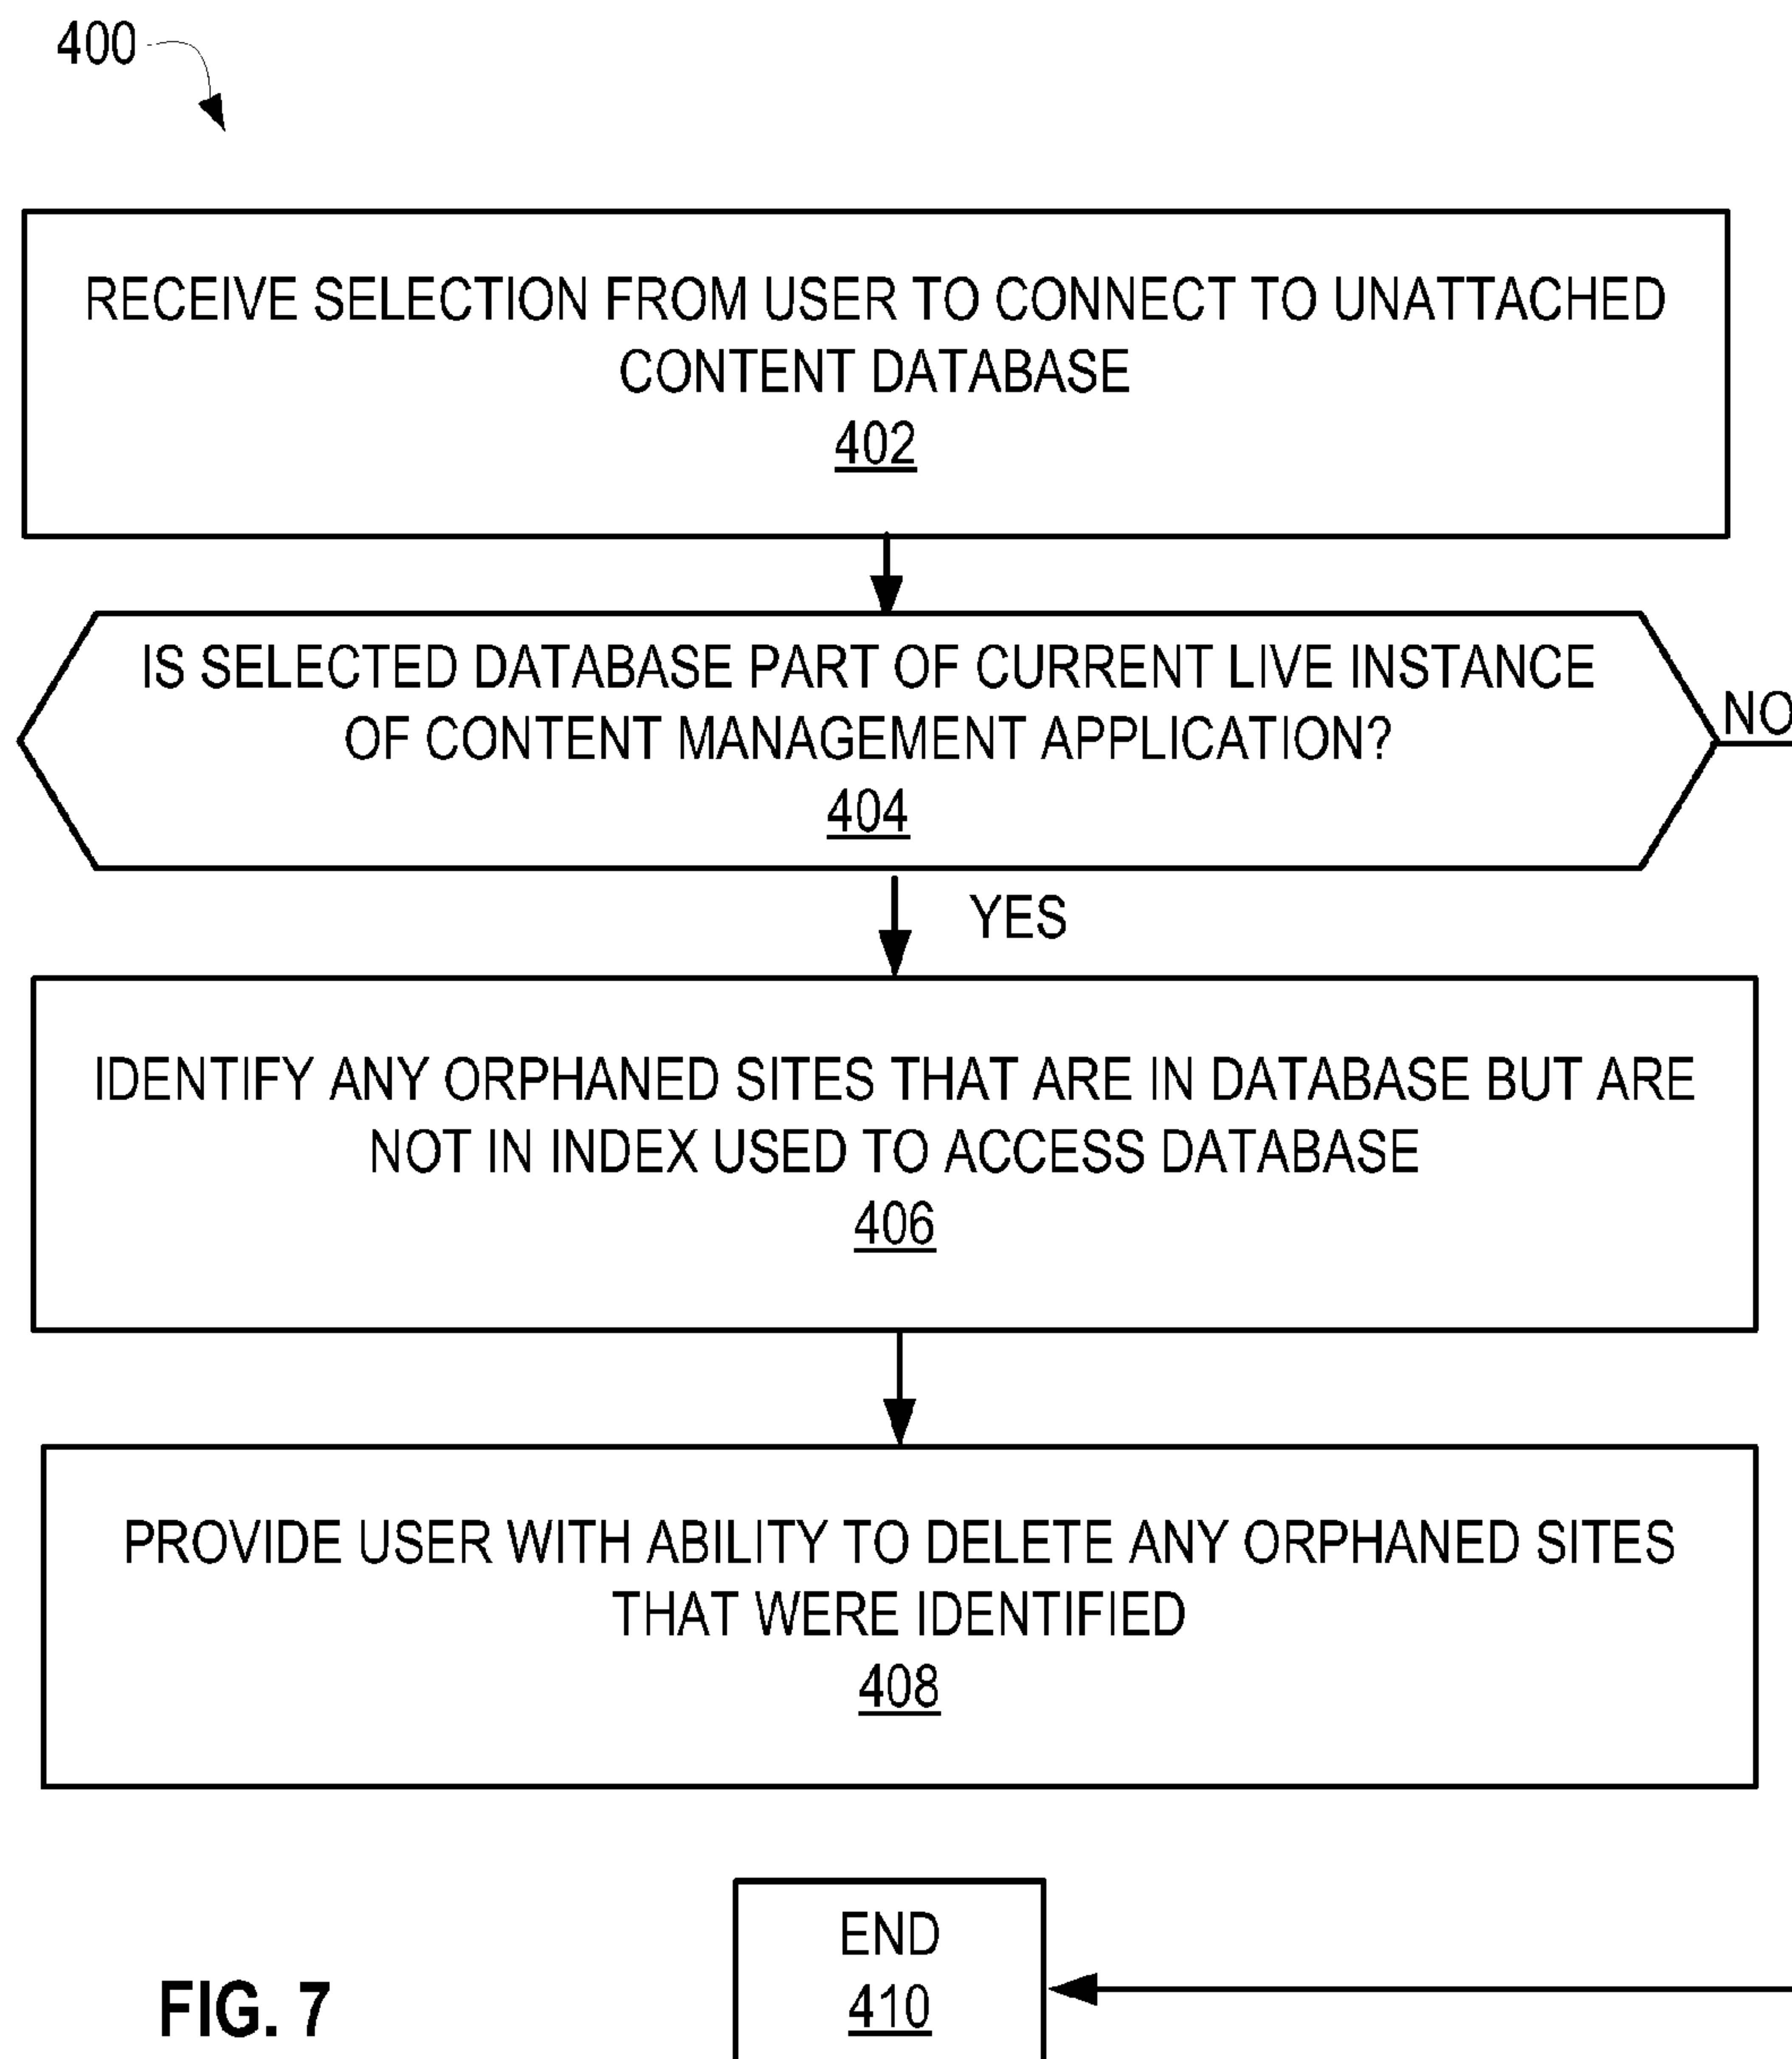 400
RECEIVE SELECTION FROM USER TO CONNECT TO UNATTACHED
CONTENT DATABASE
402
IS SELECTED DATABASE PART OF CURRENT LIVE INSTANCE
OF CONTENT MANAGEMENT APPLICATION?
404
NO
YES
IDENTIFY ANY ORPHANED SITES THAT ARE IN DATABASE BUT ARE
NOT IN INDEX USED TO ACCESS DATABASE
406
PROVIDE USER WITH ABILITY TO DELETE ANY ORPHANED SITES
THAT WERE IDENTIFIED
408
END
410
FIG. 7